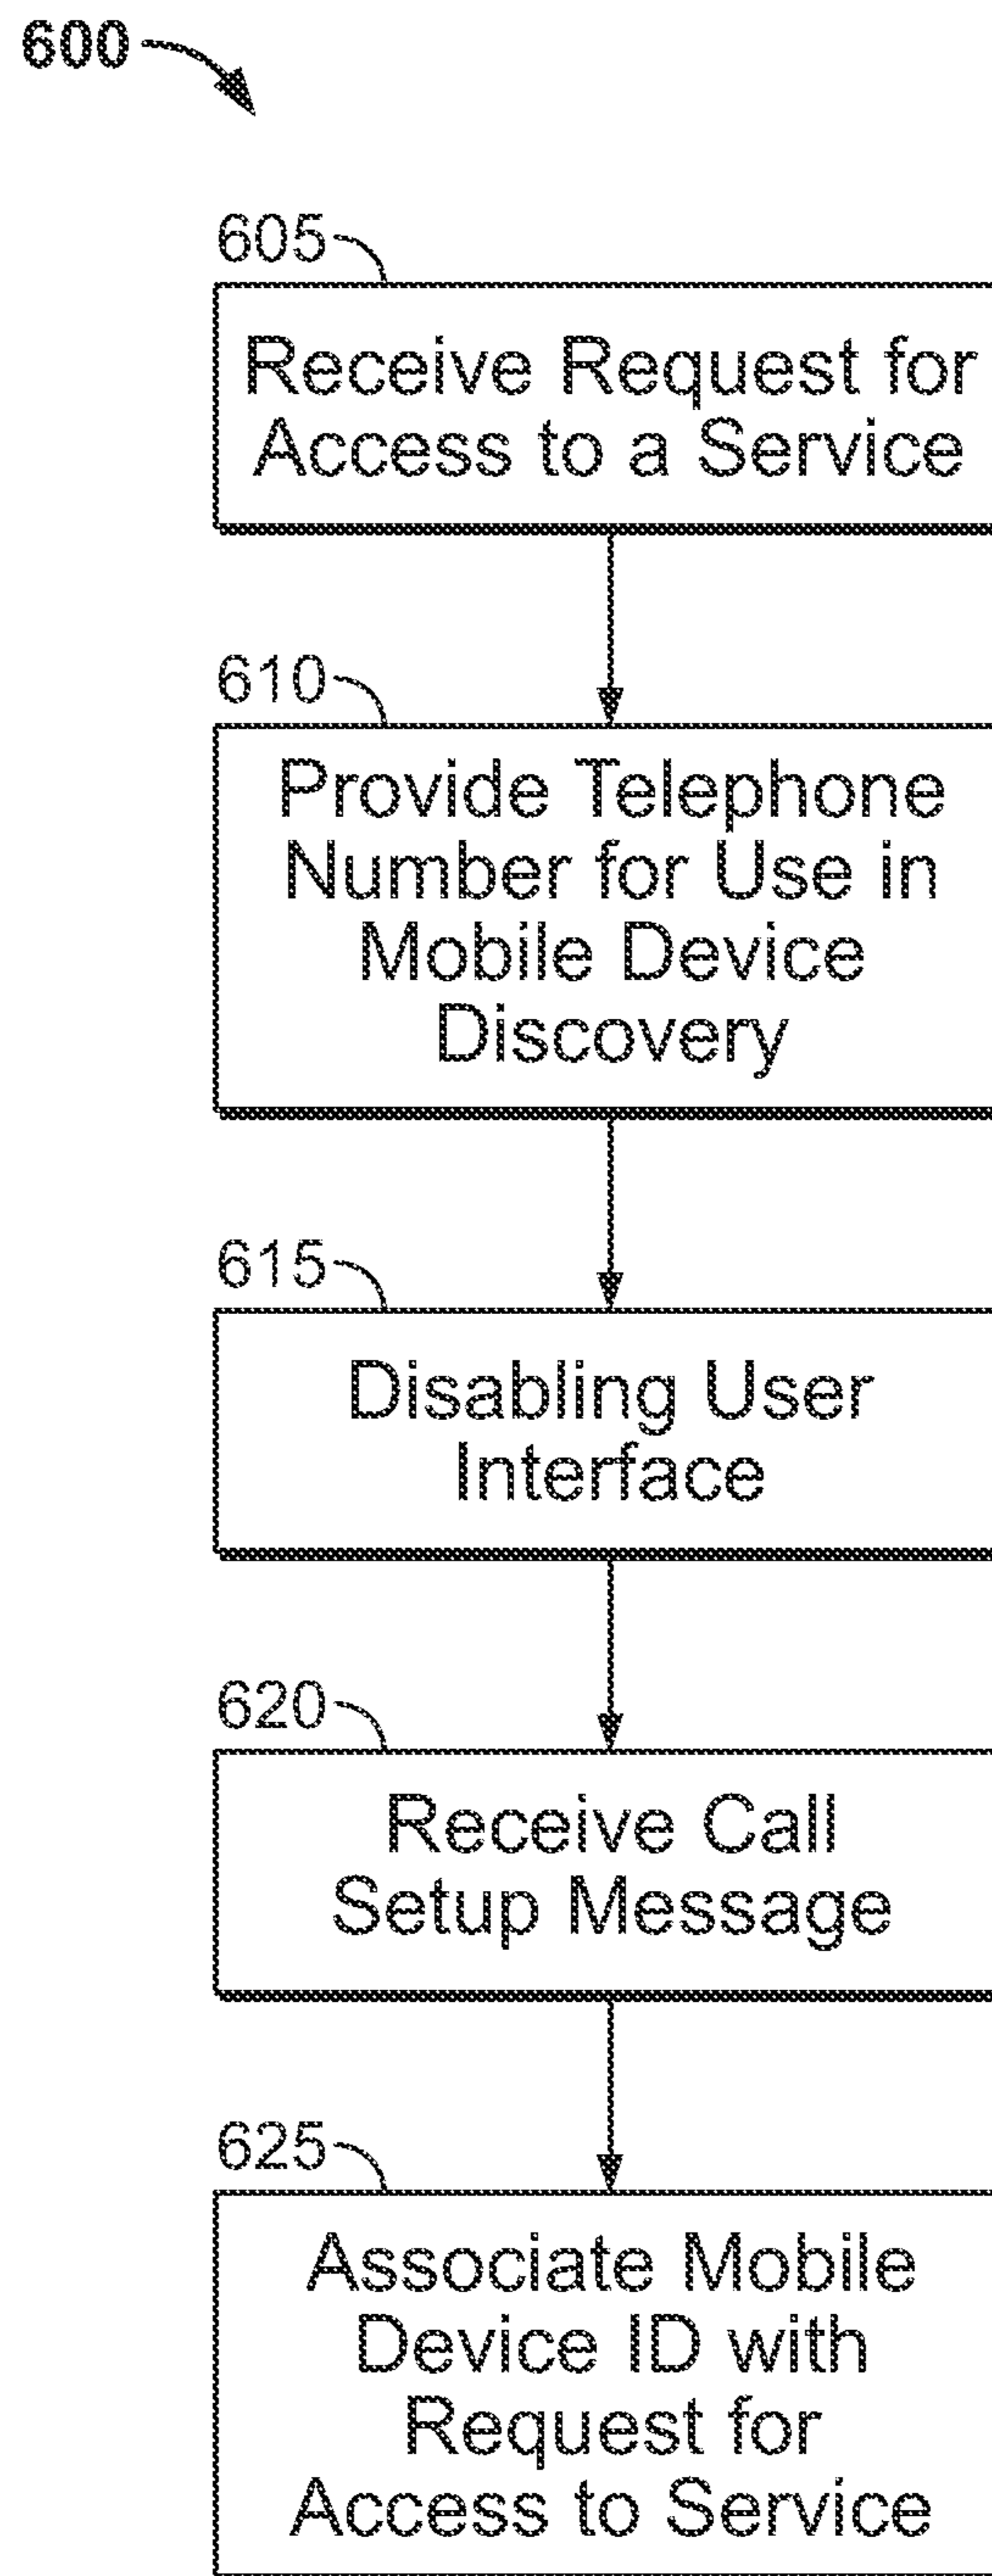 600
605
Receive Request for
Access to a Service
610
Provide Telephone
Number for Use in
Mobile Device
Discovery
615
Disabling User
Interface
620
Receive Call
Setup Message
625
Associate Mobile
Device ID with
Request for
Access to Service